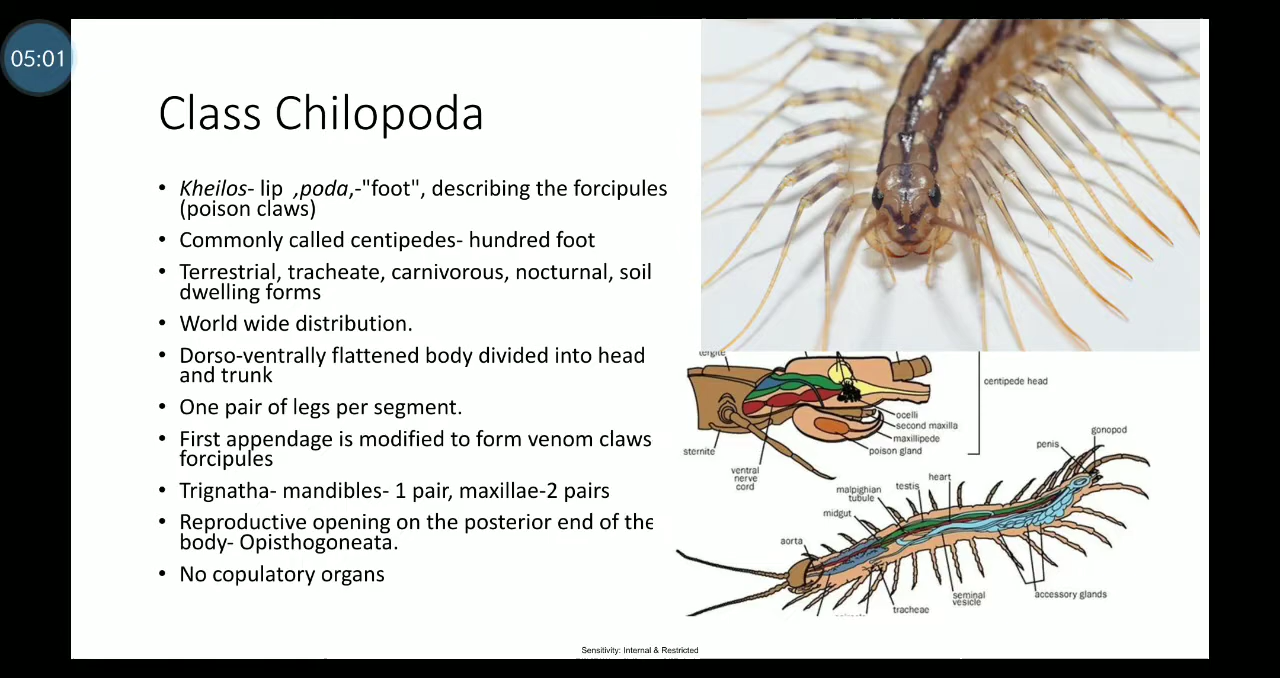 05:01
Class Chilopoda
• Kheilos- lip ,poda,-"foot", describing the forcipules
(poison claws)
• Commonly called centipedes- hundred foot
• Terrestrial, tracheate, carnivorous, nocturnal, soil
dwelling forms
• World wide distribution.
• Dorso-ventrally flattened body divided into head
and trunk
• One pair of legs per segment.
• First appendage is modified to form venom claws
forcipules
• Trignatha- mandibles- 1 pair, maxillae-2 pairs
• Reproductive opening on the posterior end of the
body- Opisthogoneata.
• No copulatory organs
tergite
centipede head
ocelli
second maxilla
maxillipede
poison gland
sternite
ventral
nerve
cord
gonopod
penis
heart
testis
malpighian
tubule
midgut
aorta
accessory glands
seminal
vesicle
tracheae
Sensitivity: Internal & Restricted